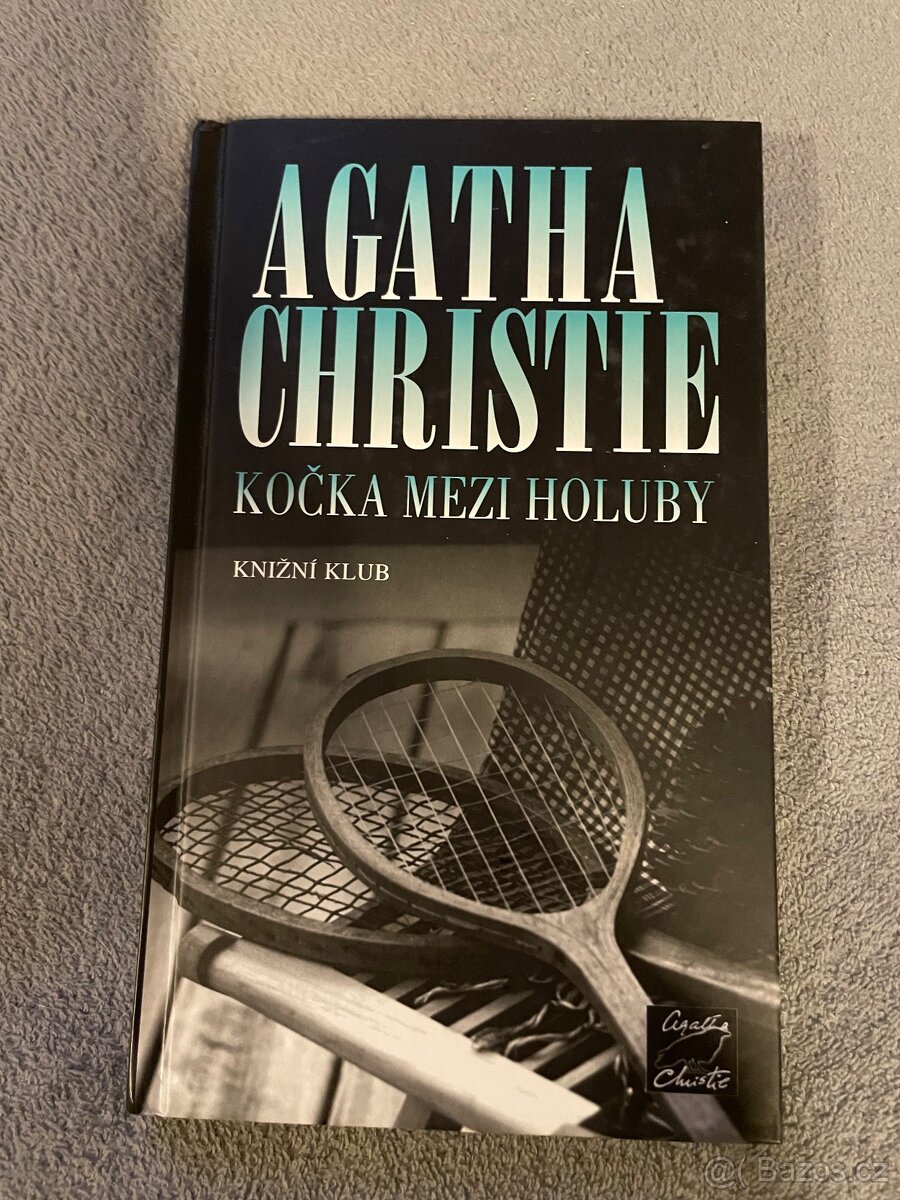 AGATHA
CHRISTIE
KOČKA MEZI HOLUBY
KNIŽNÍ KLUB
Agatha
Christie
@ Bazos.cz